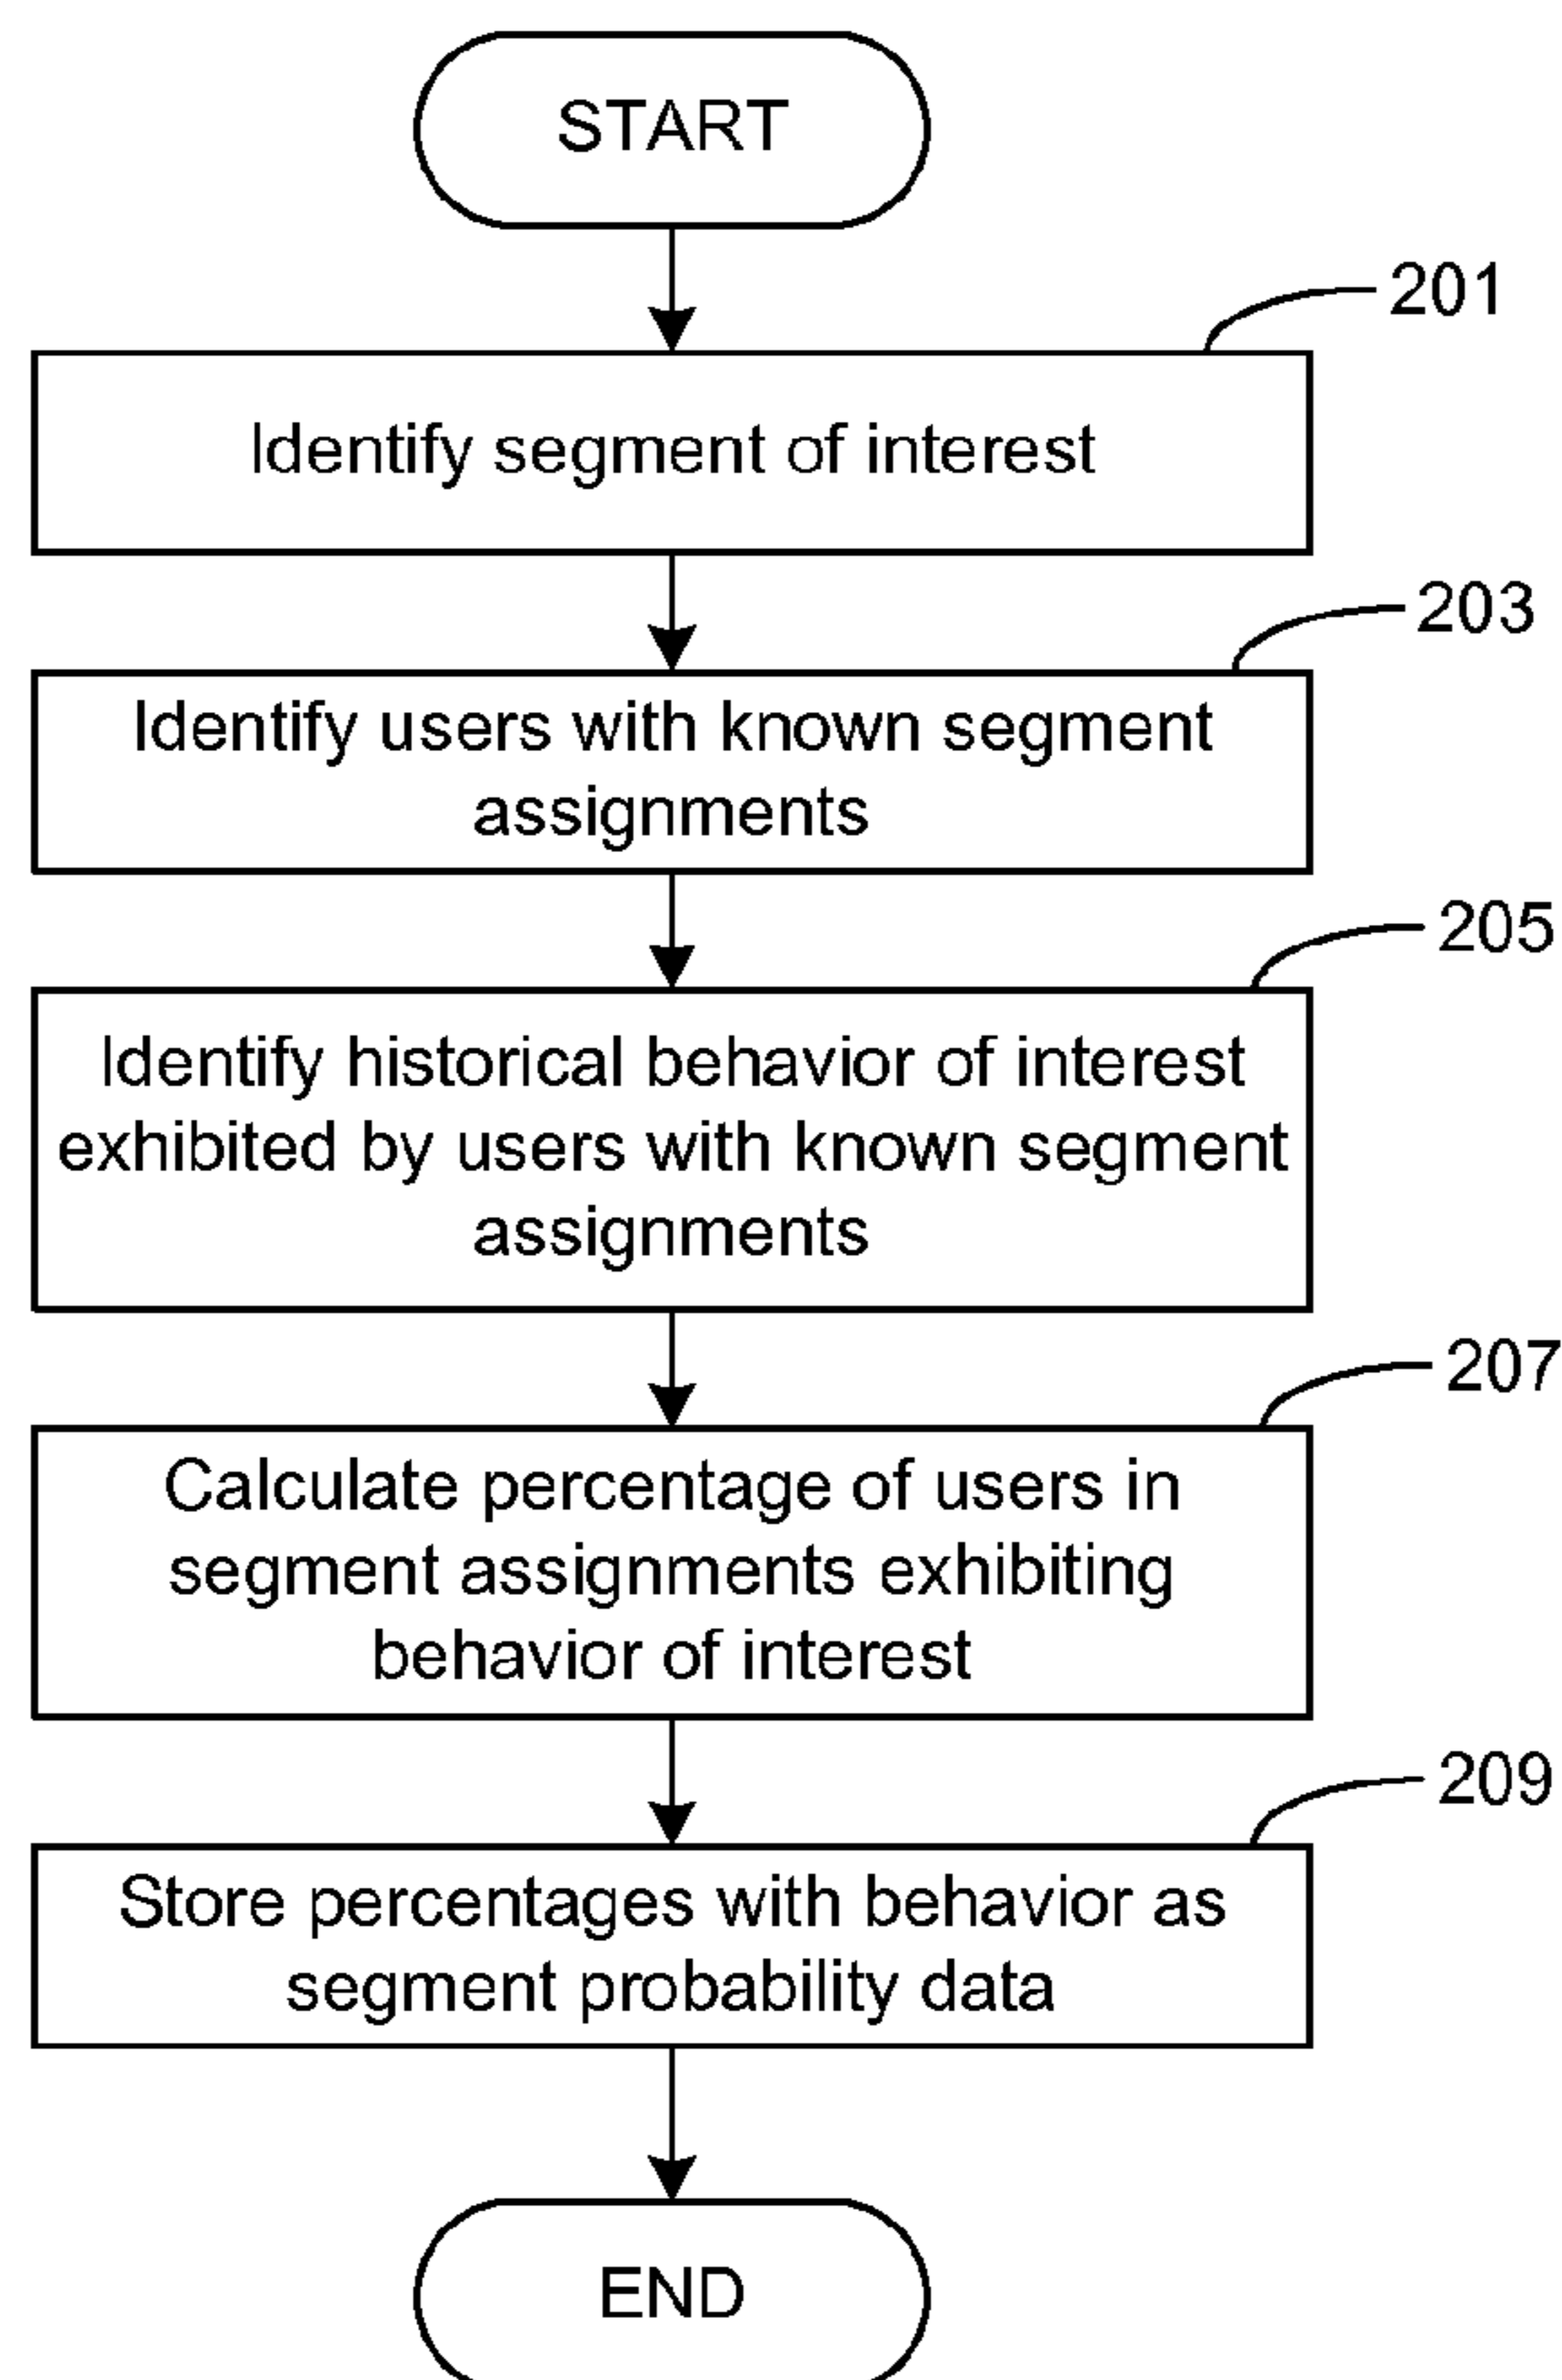 START
201
Identify segment of interest
203
Identify users with known segment
assignments
205
Identify historical behavior of interest
exhibited by users with known segment
assignments
207
Calculate percentage of users in
segment assignments exhibiting
behavior of interest
209
Store percentages with behavior as
segment probability data
END